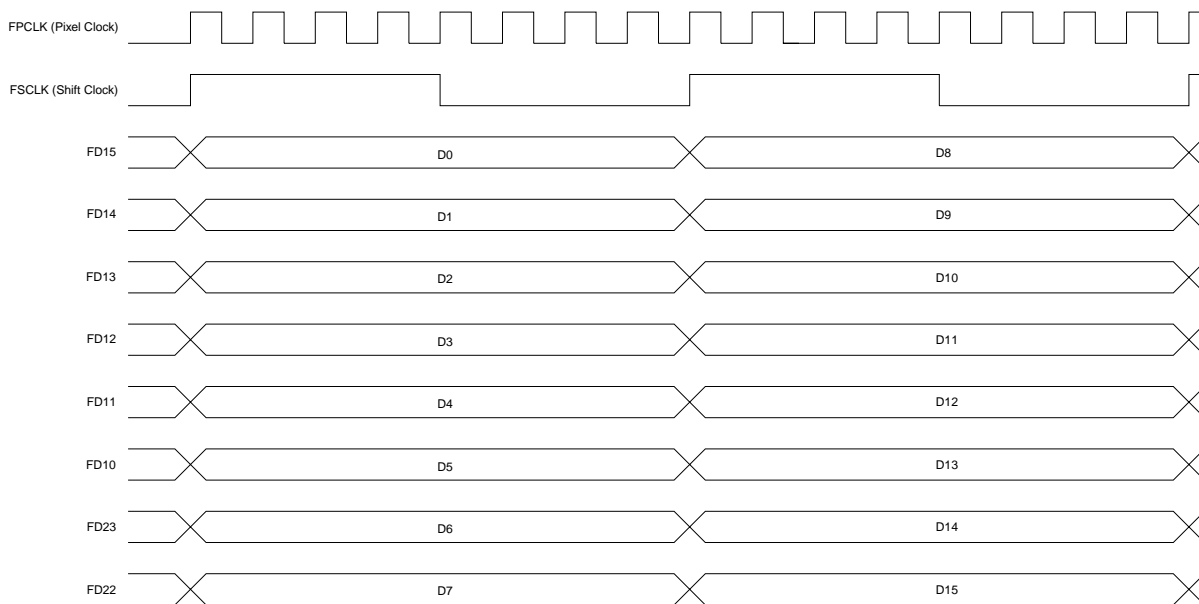 FPCLK (Pixel Clock)
FSCLK (Shift Clock)
FD15 D0 D8
FD14 D1 D9
FD13 D2 D10
FD12 D3 D11
FD11 D4 D12
FD10 D5 D13
FD23 D6 D14
FD22 D7 D15